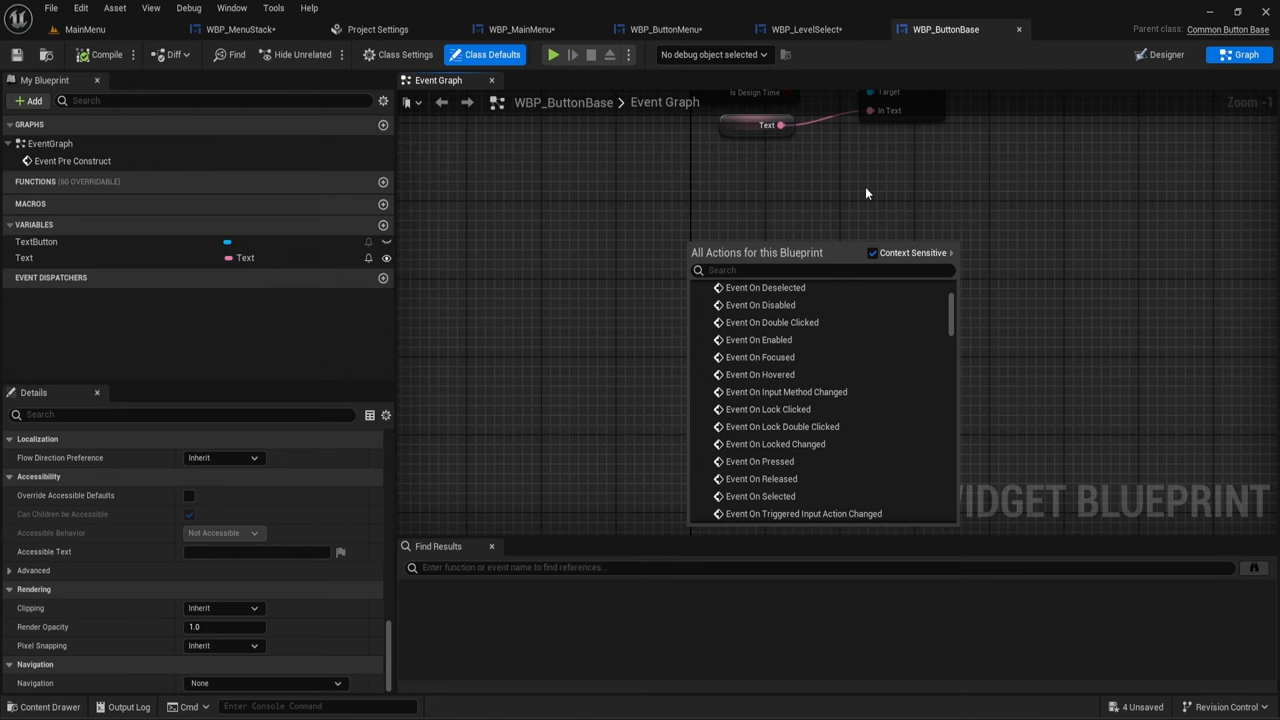 File Edit Asset View Debug Window Tools Help
MainMenu WBP_MenuStack* Project Settings WBP_MainMenu* WBP_ButtonMenu* WBP_LevelSelect* WBP_ButtonBase Parent class: Common Button Base
Compile Diff Find Hide Unrelated Class Settings Class Defaults No debug object selected Designer Graph
My Blueprint
Add Search
GRAPHS
EventGraph
Event Pre Construct
FUNCTIONS (60 OVERRIDABLE)
MACROS
VARIABLES
TextButton
Text Text
EVENT DISPATCHERS
Details
Search
Localization
Flow Direction Preference Inherit
Accessibility
Override Accessible Defaults
Can Children be Accessible
Accessible Behavior Not Accessible
Accessible Text
Advanced
Rendering
Clipping Inherit
Render Opacity 1.0
Pixel Snapping Inherit
Navigation
Navigation None
Event Graph
WBP_ButtonBase > Event Graph Zoom -1
Is Design Time Target
Text In Text
All Actions for this Blueprint Context Sensitive
Search
Event On Deselected
Event On Disabled
Event On Double Clicked
Event On Enabled
Event On Focused
Event On Hovered
Event On Input Method Changed
Event On Lock Clicked
Event On Lock Double Clicked
Event On Locked Changed
Event On Pressed
Event On Released
Event On Selected
Event On Triggered Input Action Changed
WIDGET BLUEPRINT
Find Results
Enter function or event name to find references...
Content Drawer Output Log Cmd Enter Console Command 4 Unsaved Revision Control